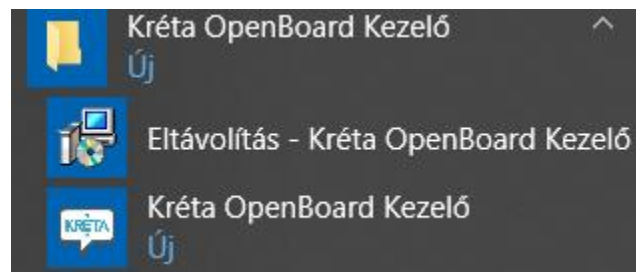 Kréta OpenBoard Kezelő
Új
Eltávolítás - Kréta OpenBoard Kezelő
KRÉTA
Kréta OpenBoard Kezelő
Új